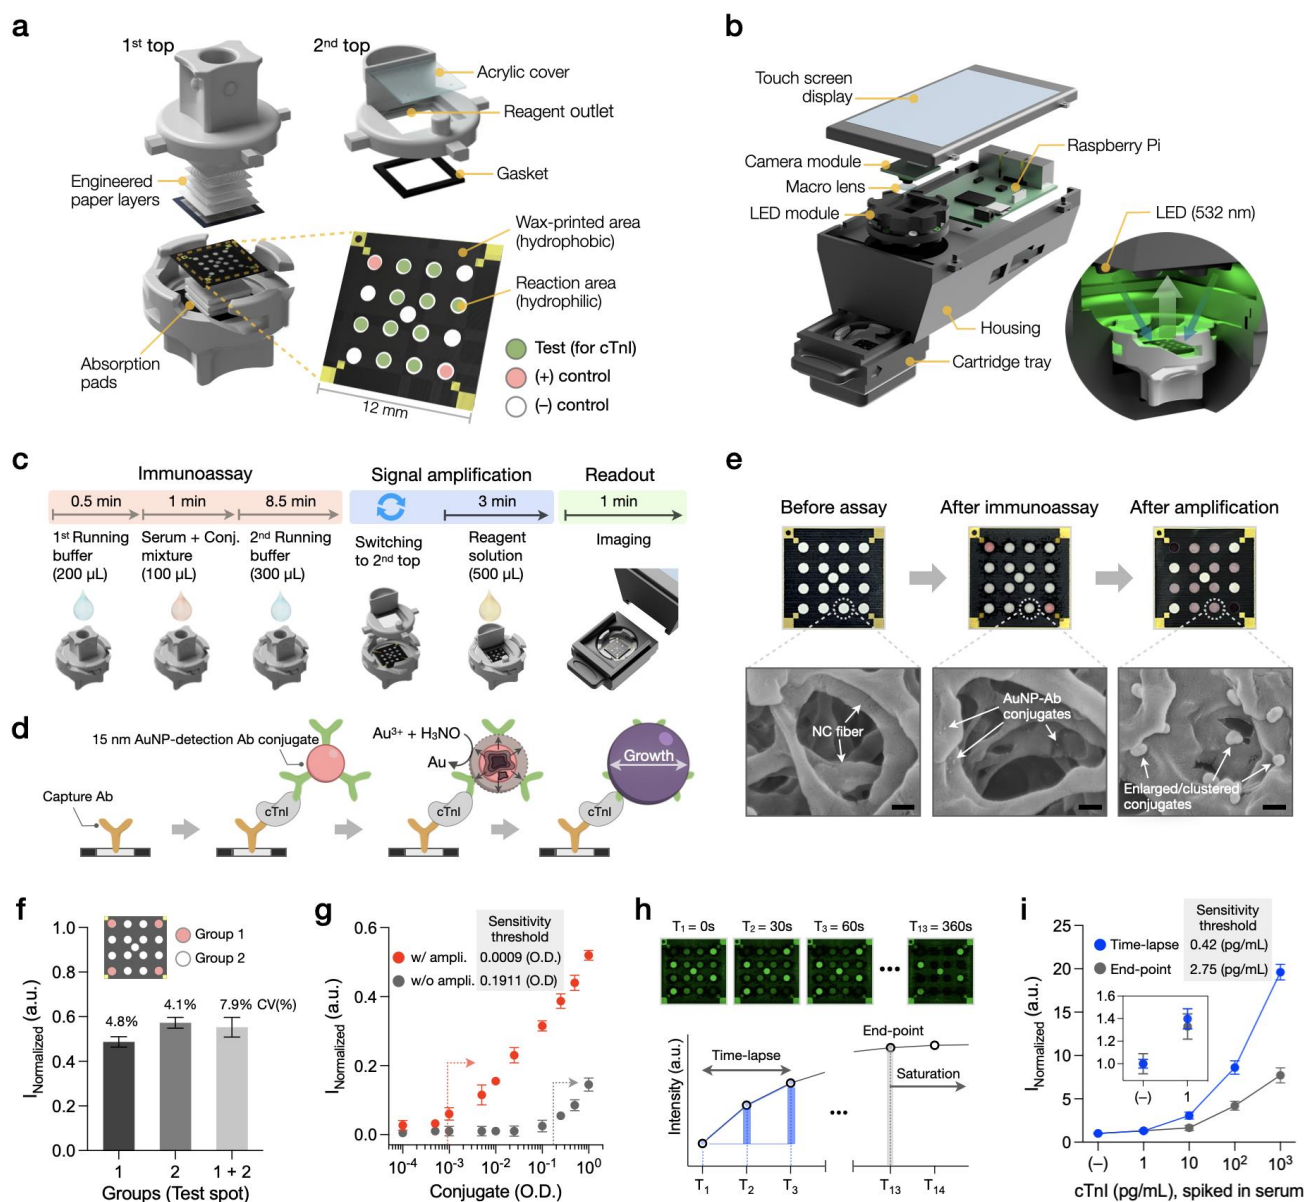 a
1st top
2nd top
Acrylic cover
Reagent outlet
Gasket
Engineered
paper layers
Wax-printed area
(hydrophobic)
Reaction area
(hydrophilic)
Absorption
pads
Test (for cTnI)
(+) control
(–) control
12 mm
b
Touch screen
display
Camera module
Macro lens
LED module
Raspberry Pi
LED (532 nm)
Housing
Cartridge tray
c
Immunoassay
Signal amplification
Readout
0.5 min
1 min
8.5 min
3 min
1 min
1st Running
buffer
(200 µL)
Serum + Conj.
mixture
(100 µL)
2nd Running
buffer
(300 µL)
Switching
to 2nd top
Reagent
solution
(500 µL)
Imaging
d
15 nm AuNP-detection Ab conjugate
Capture Ab
cTnI
Au³⁺ + H₃NO
Au
cTnI
Growth
cTnI
e
Before assay
After immunoassay
After amplification
NC fiber
AuNP-Ab
conjugates
Enlarged/clustered
conjugates
f
Group 1
Group 2
4.8%
4.1%
7.9% CV(%)
INormalized (a.u.)
1.0
0.8
0.6
0.4
0.2
0.0
1
2
1 + 2
Groups (Test spot)
g
Sensitivity
threshold
w/ ampli. 0.0009 (O.D.)
w/o ampli. 0.1911 (O.D)
INormalized (a.u.)
0.6
0.4
0.2
0.0
10⁻⁴
10⁻³
10⁻²
10⁻¹
10⁰
Conjugate (O.D.)
h
T₁ = 0s
T₂ = 30s
T₃ = 60s
T₁₃ = 360s
Intensity (a.u.)
Time-lapse
End-point
Saturation
T₁
T₂
T₃
T₁₃
T₁₄
i
Sensitivity
threshold
Time-lapse 0.42 (pg/mL)
End-point 2.75 (pg/mL)
INormalized (a.u.)
25
20
15
10
5
0
1.6
1.4
1.2
1.0
(–)
1
(–)
1
10
10²
10³
cTnI (pg/mL), spiked in serum